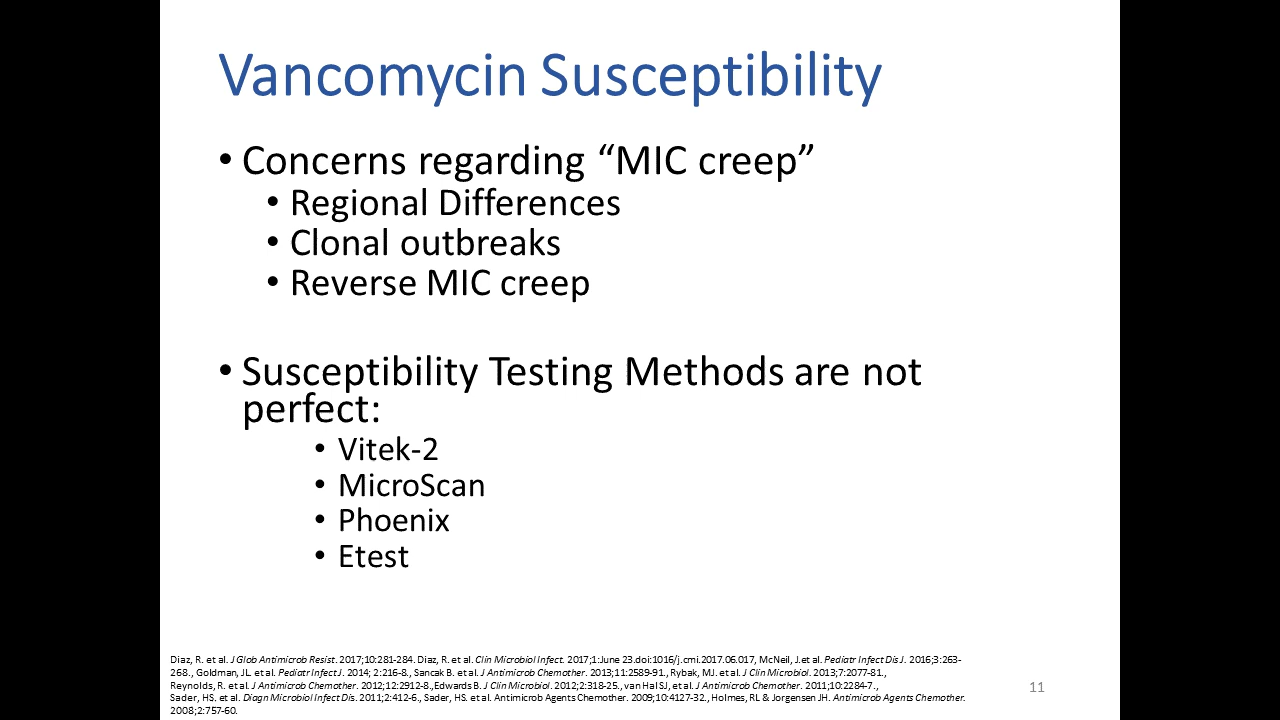 Vancomycin Susceptibility
• Concerns regarding “MIC creep”
• Regional Differences
• Clonal outbreaks
• Reverse MIC creep
• Susceptibility Testing Methods are not
perfect:
• Vitek-2
• MicroScan
• Phoenix
• Etest
Diaz, R. et al. J Glob Antimicrob Resist. 2017;10:281-284. Diaz, R. et al. Clin Microbiol Infect. 2017;1:June 23.doi:1016/j.cmi.2017.06.017, McNeil, J.et al. Pediatr Infect Dis J. 2016;3:263-
268., Goldman, JL. et al. Pediatr Infect J. 2014; 2:216-8., Sancak B. et al. J Antimicrob Chemother. 2013;11:2589-91., Rybak, MJ. et al. J Clin Microbiol. 2013;7:2077-81.,
Reynolds, R. et al. J Antimicrob Chemother. 2012;12:2912-8.,Edwards B. J Clin Microbiol. 2012;2:318-25., van Hal SJ, et al. J Antimicrob Chemother. 2011;10:2284-7.,
Sader, HS. et al. Diagn Microbiol Infect Dis. 2011;2:412-6., Sader, HS. et al. Antimicrob Agents Chemother. 2009;10:4127-32., Holmes, RL & Jorgensen JH. Antimicrob Agents Chemother.
2008;2:757-60.
11